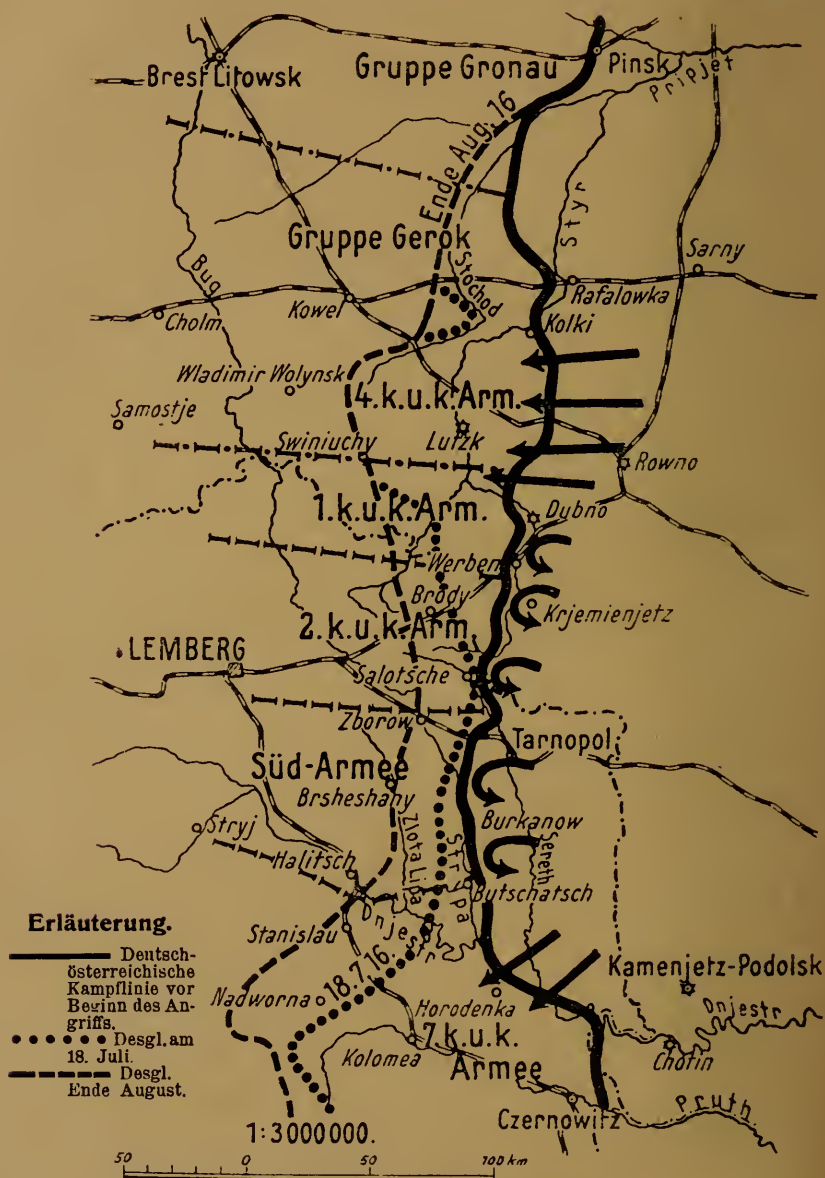 Gruppe Gronau
Pinsk
Brest Litowsk
Pripjet
Ende Aug. 16
Styr
Gruppe Gerok
Sarny
Bug
Stochod
Kowel
Rafalowka
Cholm
Kolki
Wladimir Wolynsk
4.k.u.k.Arm.
Samostje
Lutzk
Swiniuchy
Rowno
1.k.u.k.Arm.
Dubno
Werben
Brody
Krjemienjetz
2.k.u.k.Arm.
LEMBERG
Salotsche
Zborow
Tarnopol
Süd-Armee
Brsheshany
Burkanow
Stryj
Zlota Lipa
Strypa
Sereth
Halitsch
Butschatsch
Dnjestr
Stanislau
Kamenjetz-Podolsk
18.7.16.
Nadworna
Horodenka
Dnjestr
7.k.u.k.
Armee
Kolomea
Chotin
Czernowitz
Pruth
Erläuterung.
Deutsch-
österreichische
Kampflinie vor
Beginn des An-
griffs.
Desgl. am
18. Juli.
Desgl.
Ende August.
1:3000000.
50 0 50 100 km